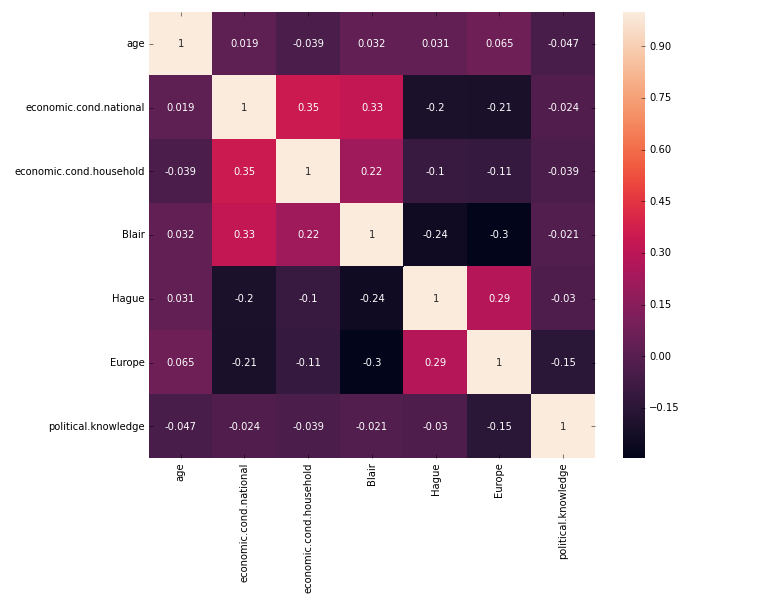 age 1 0.019 -0.039 0.032 0.031 0.065 -0.047
economic.cond.national 0.019 1 0.35 0.33 -0.2 -0.21 -0.024
economic.cond.household -0.039 0.35 1 0.22 -0.1 -0.11 -0.039
Blair 0.032 0.33 0.22 1 -0.24 -0.3 -0.021
Hague 0.031 -0.2 -0.1 -0.24 1 0.29 -0.03
Europe 0.065 -0.21 -0.11 -0.3 0.29 1 -0.15
political.knowledge -0.047 -0.024 -0.039 -0.021 -0.03 -0.15 1
age
economic.cond.national
economic.cond.household
Blair
Hague
Europe
political.knowledge
0.90
0.75
0.60
0.45
0.30
0.15
0.00
−0.15